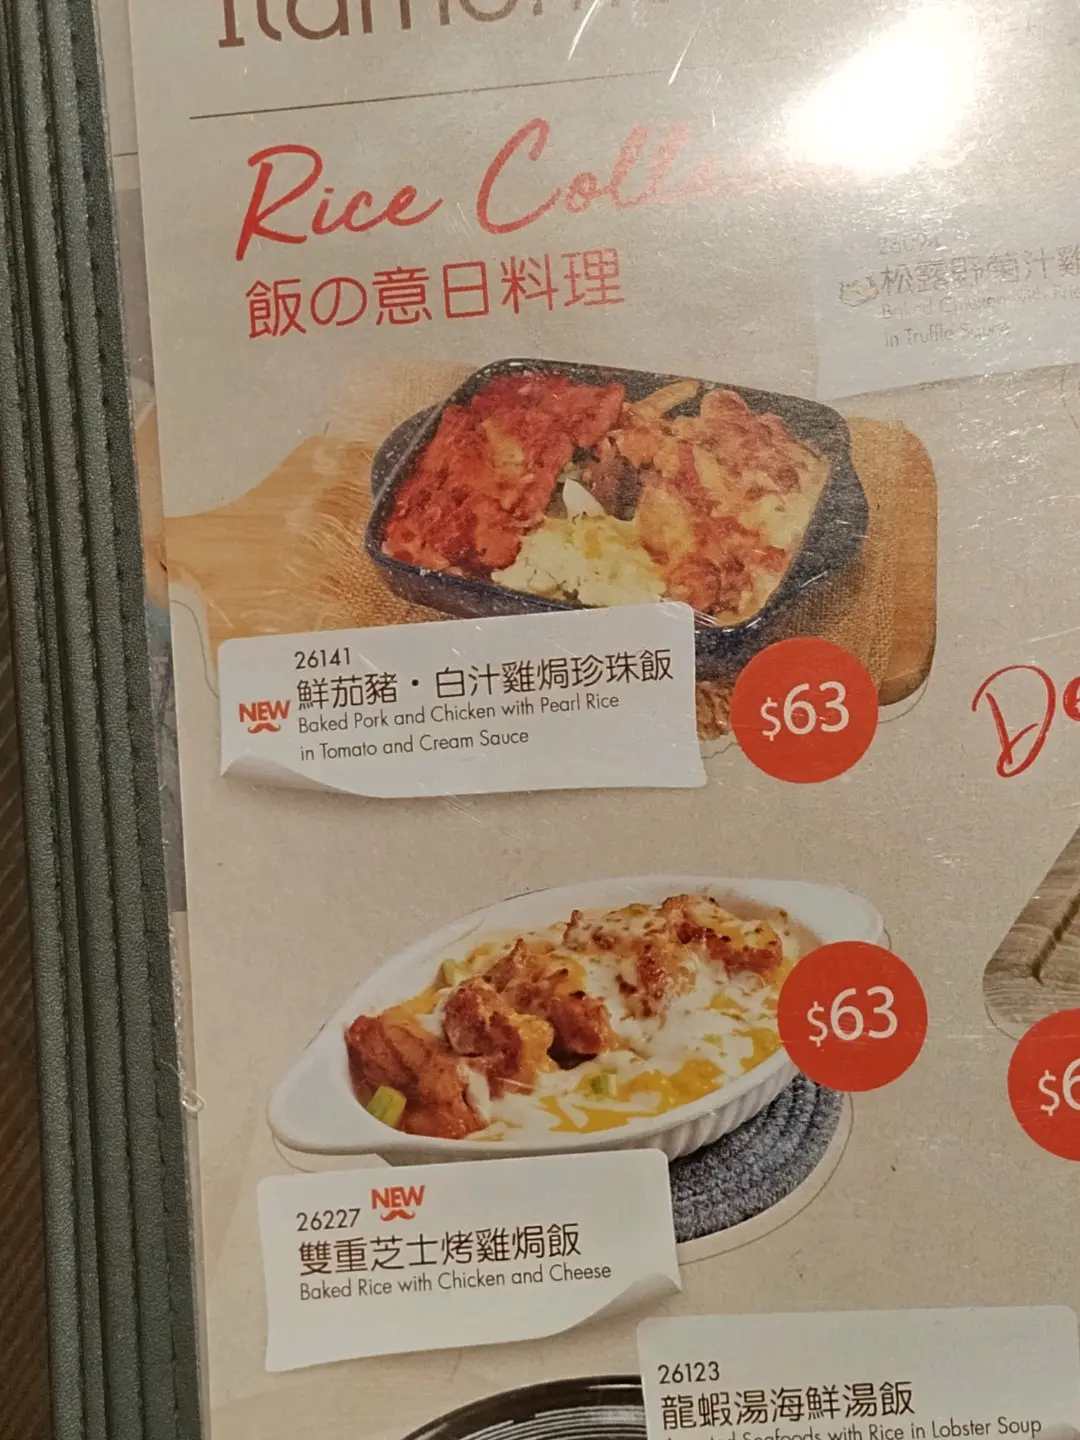 Rice
飯の意日料理
in Truffle
26141
NEW
鮮茄豬・白汁雞焗珍珠飯
Baked Pork and Chicken with Pearl Rice
in Tomato and Cream Sauce
$63
$63
26227 NEW
雙重芝士烤雞焗飯
Baked Rice with Chicken and Cheese
26123
龍蝦湯海鮮湯飯
Seafoods with Rice in Lobster Soup